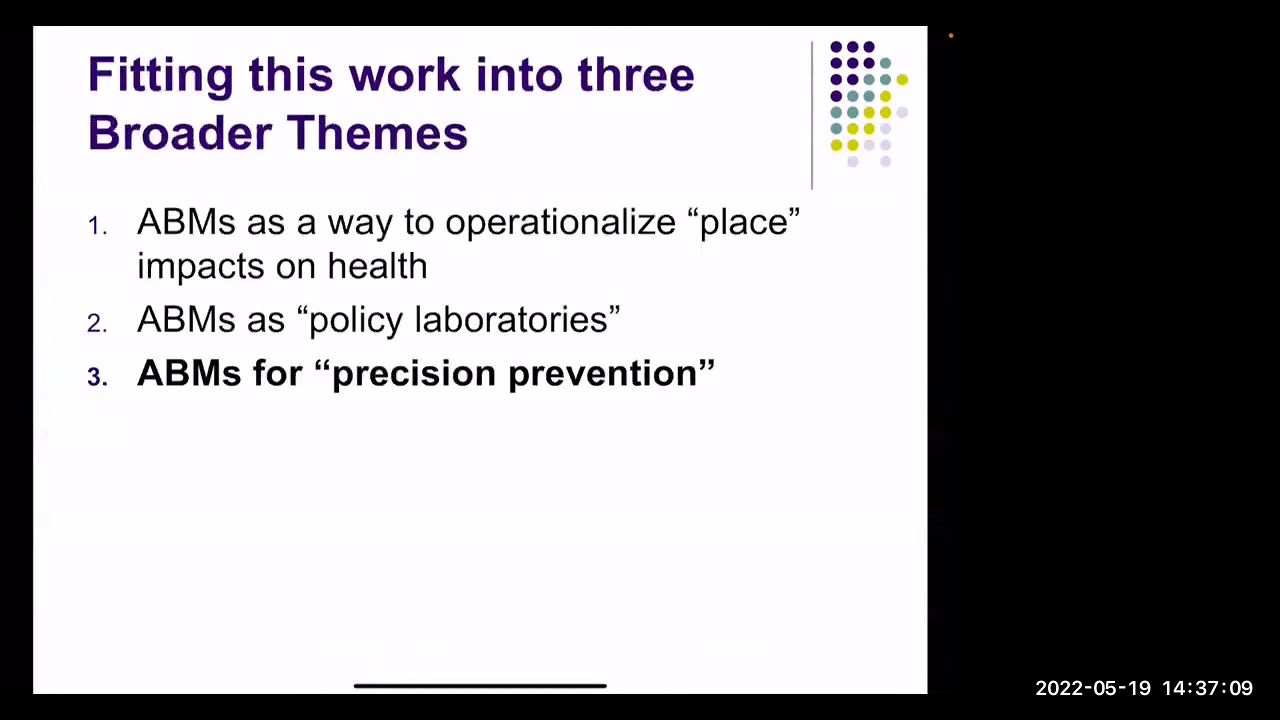 Fitting this work into three
Broader Themes
1. ABMs as a way to operationalize “place”
impacts on health
2. ABMs as “policy laboratories”
3. ABMs for “precision prevention”
2022-05-19 14:37:09